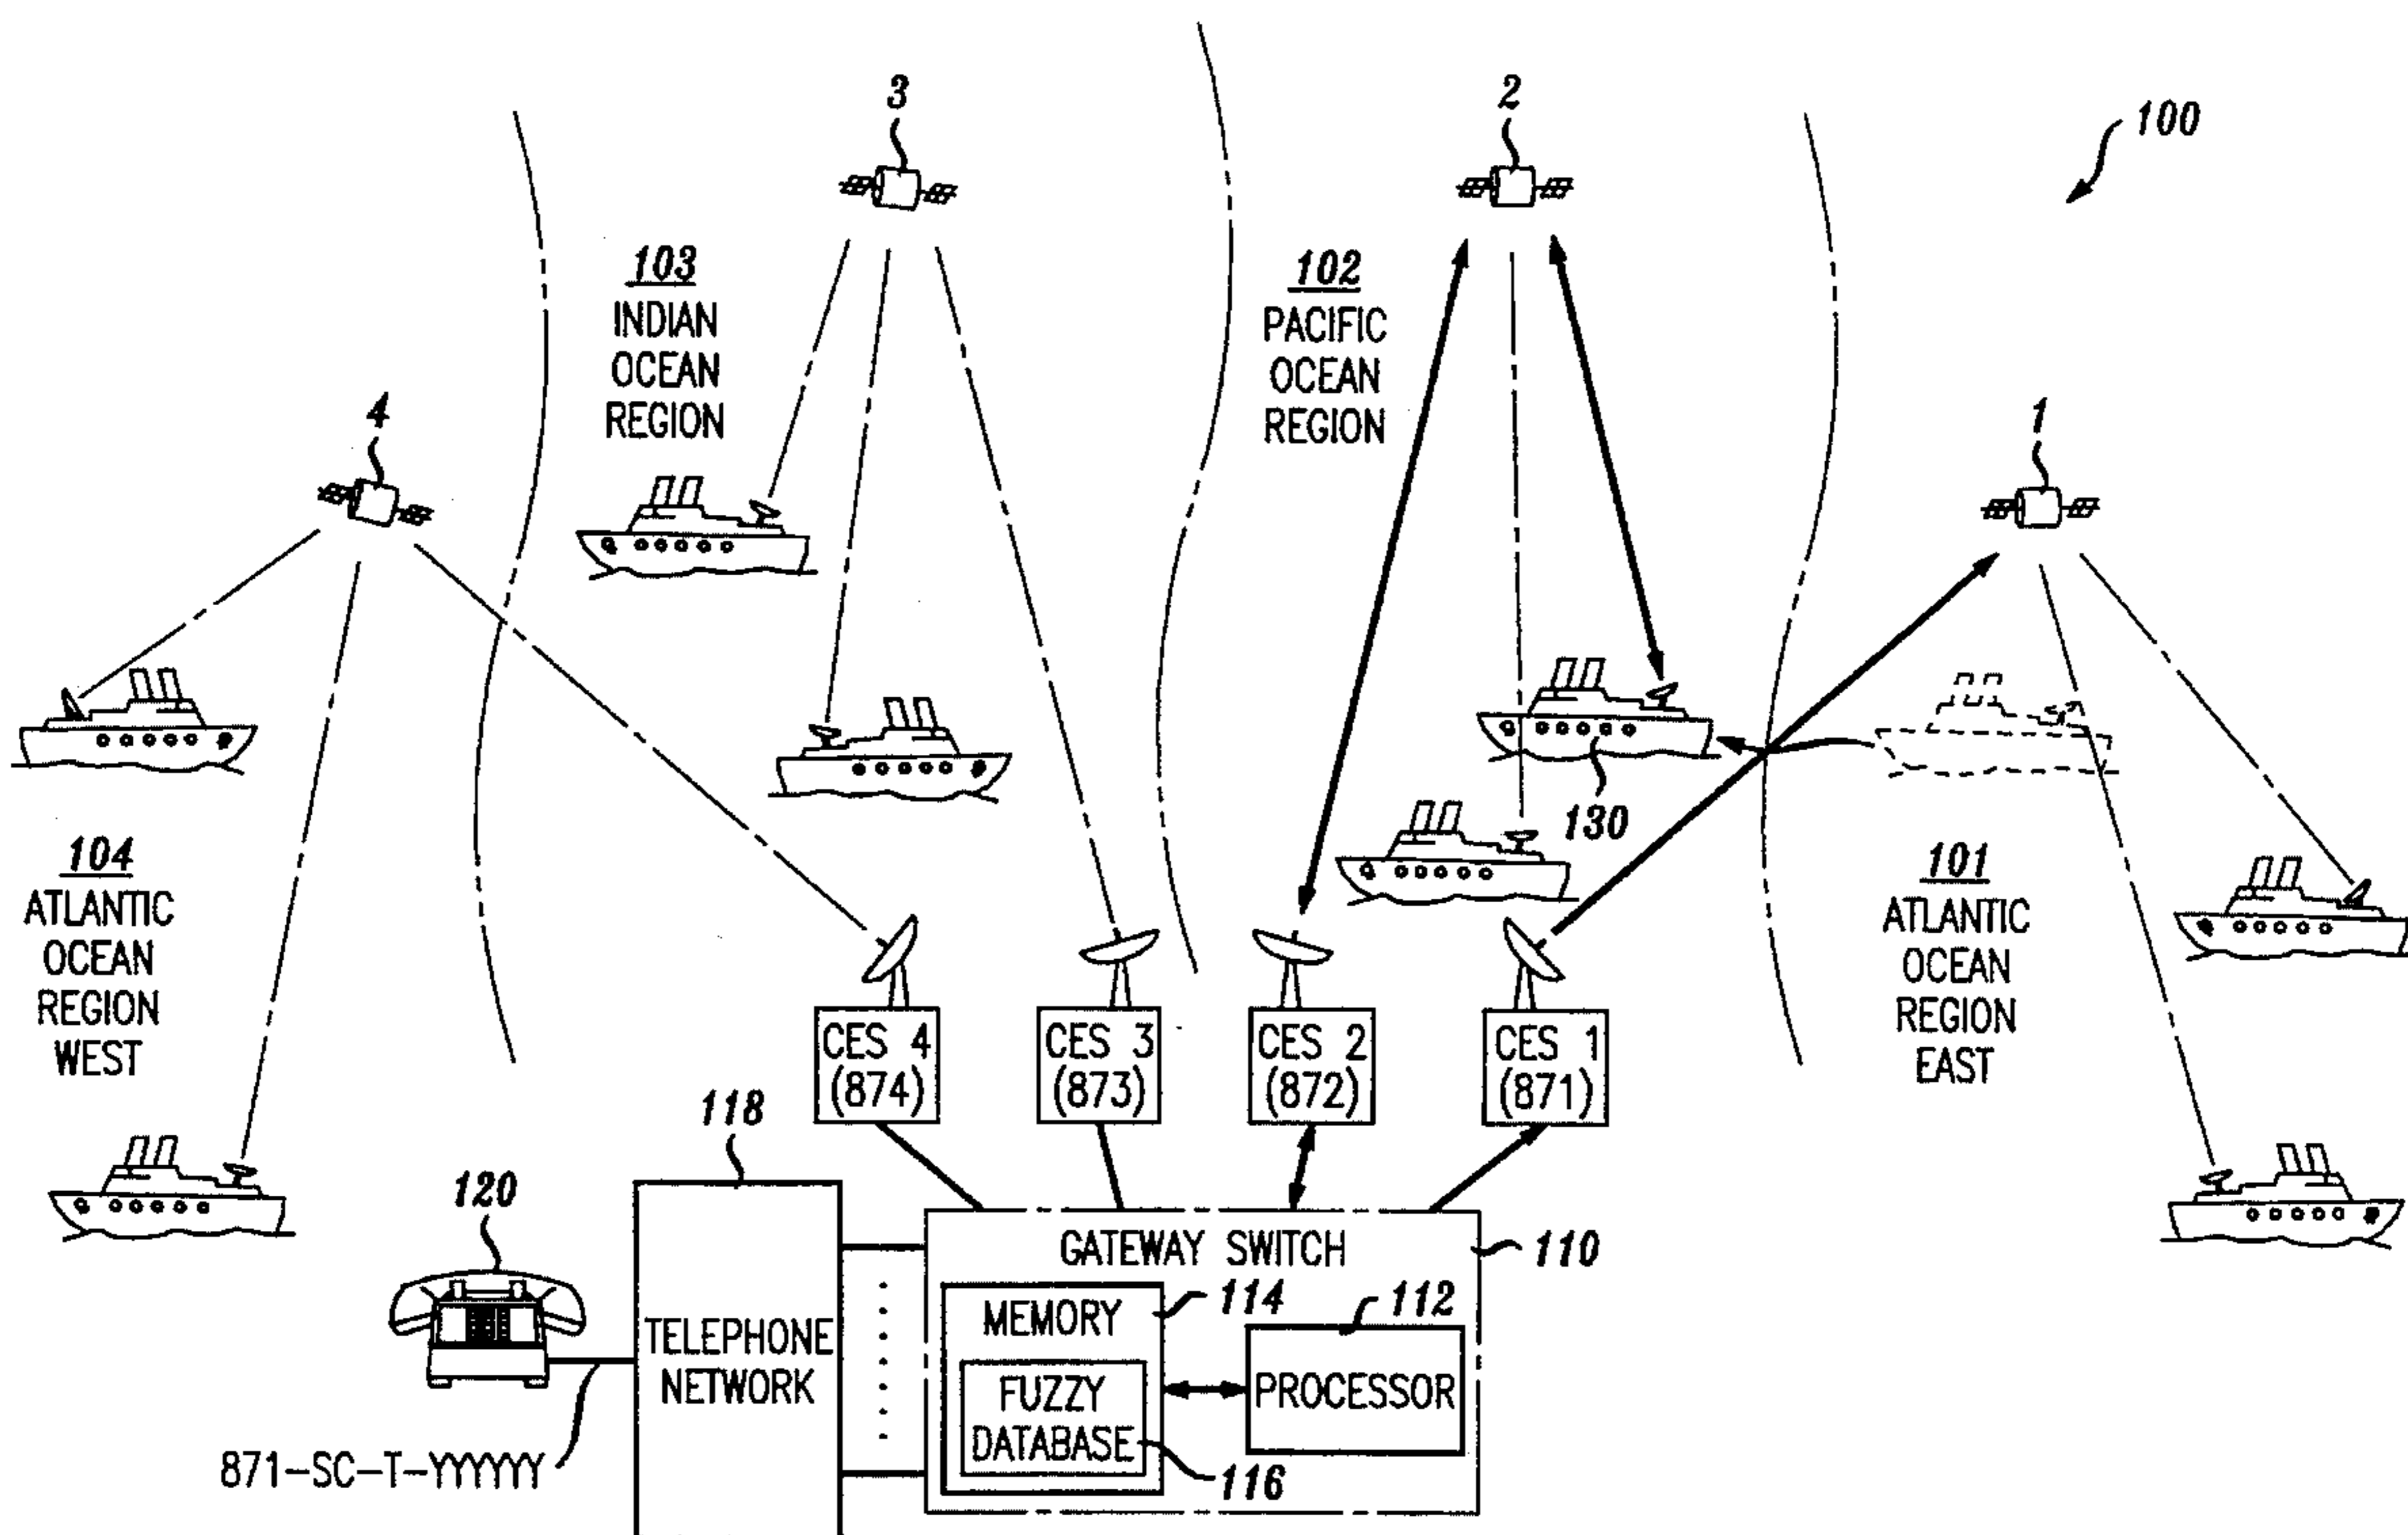 3
2
100
103
INDIAN
OCEAN
REGION
102
PACIFIC
OCEAN
REGION
4
1
130
104
ATLANTIC
OCEAN
REGION
WEST
101
ATLANTIC
OCEAN
REGION
EAST
CES 4
(874)
CES 3
(873)
CES 2
(872)
CES 1
(871)
118
120
TELEPHONE
NETWORK
GATEWAY SWITCH
110
MEMORY
114
112
FUZZY
DATABASE
PROCESSOR
116
871-SC-T-YYYYYY